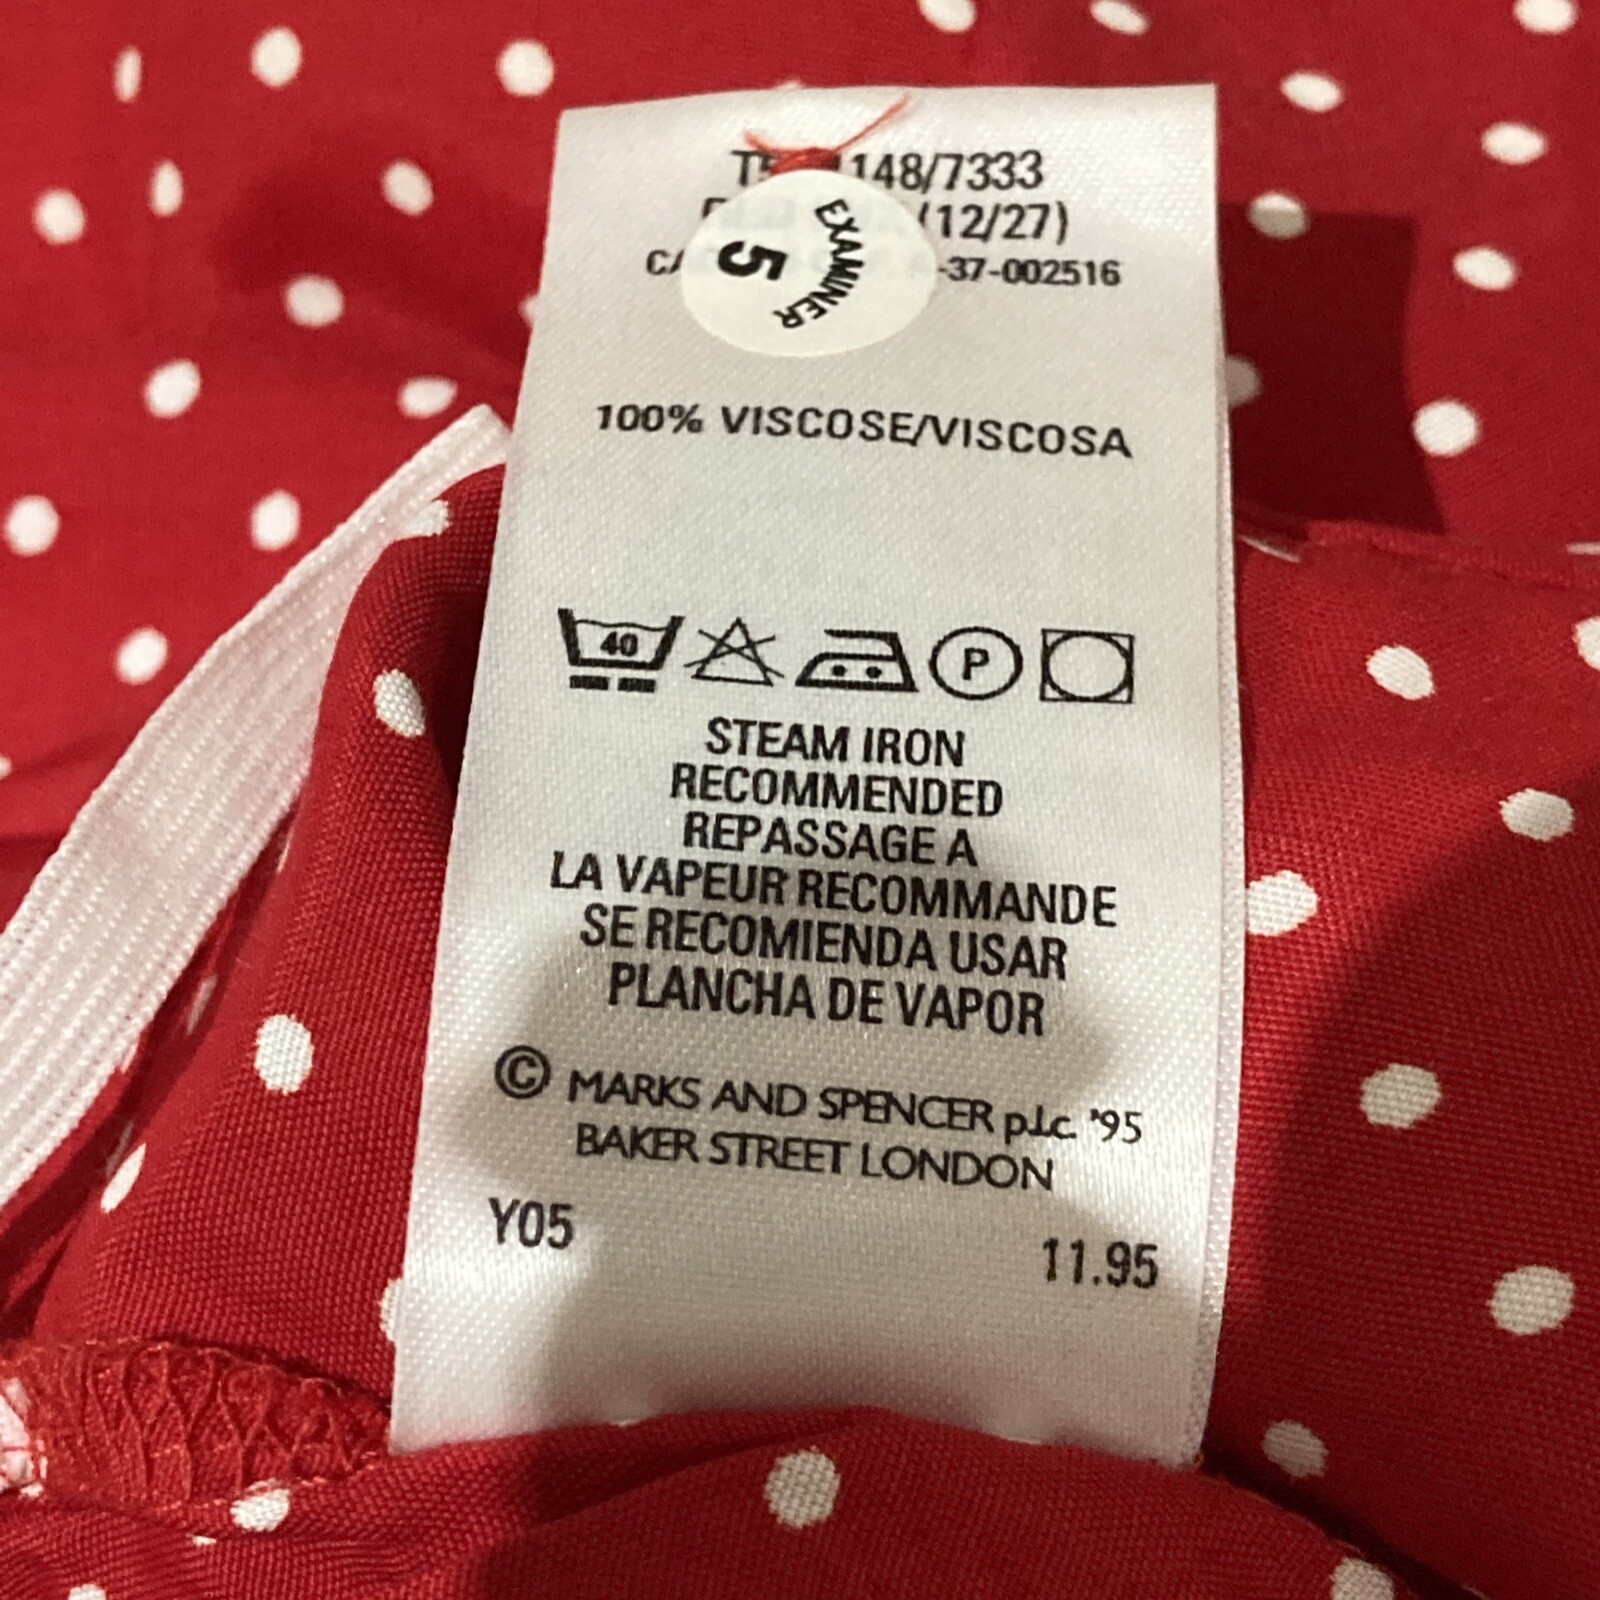 148/7333
(12/27)
-37-002516
EXAMINER
5
100% VISCOSE/VISCOSA
40
P
STEAM IRON
RECOMMENDED
REPASSAGE A
LA VAPEUR RECOMMANDE
SE RECOMIENDA USAR
PLANCHA DE VAPOR
© MARKS AND SPENCER p.l.c. '95
BAKER STREET LONDON
Y05
11.95